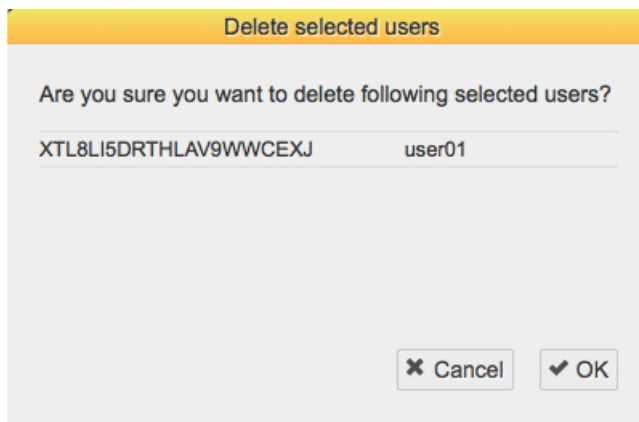 Delete selected users
Are you sure you want to delete following selected users?
XTL8LI5DRTHLAV9WWCEXJ user01
Cancel OK